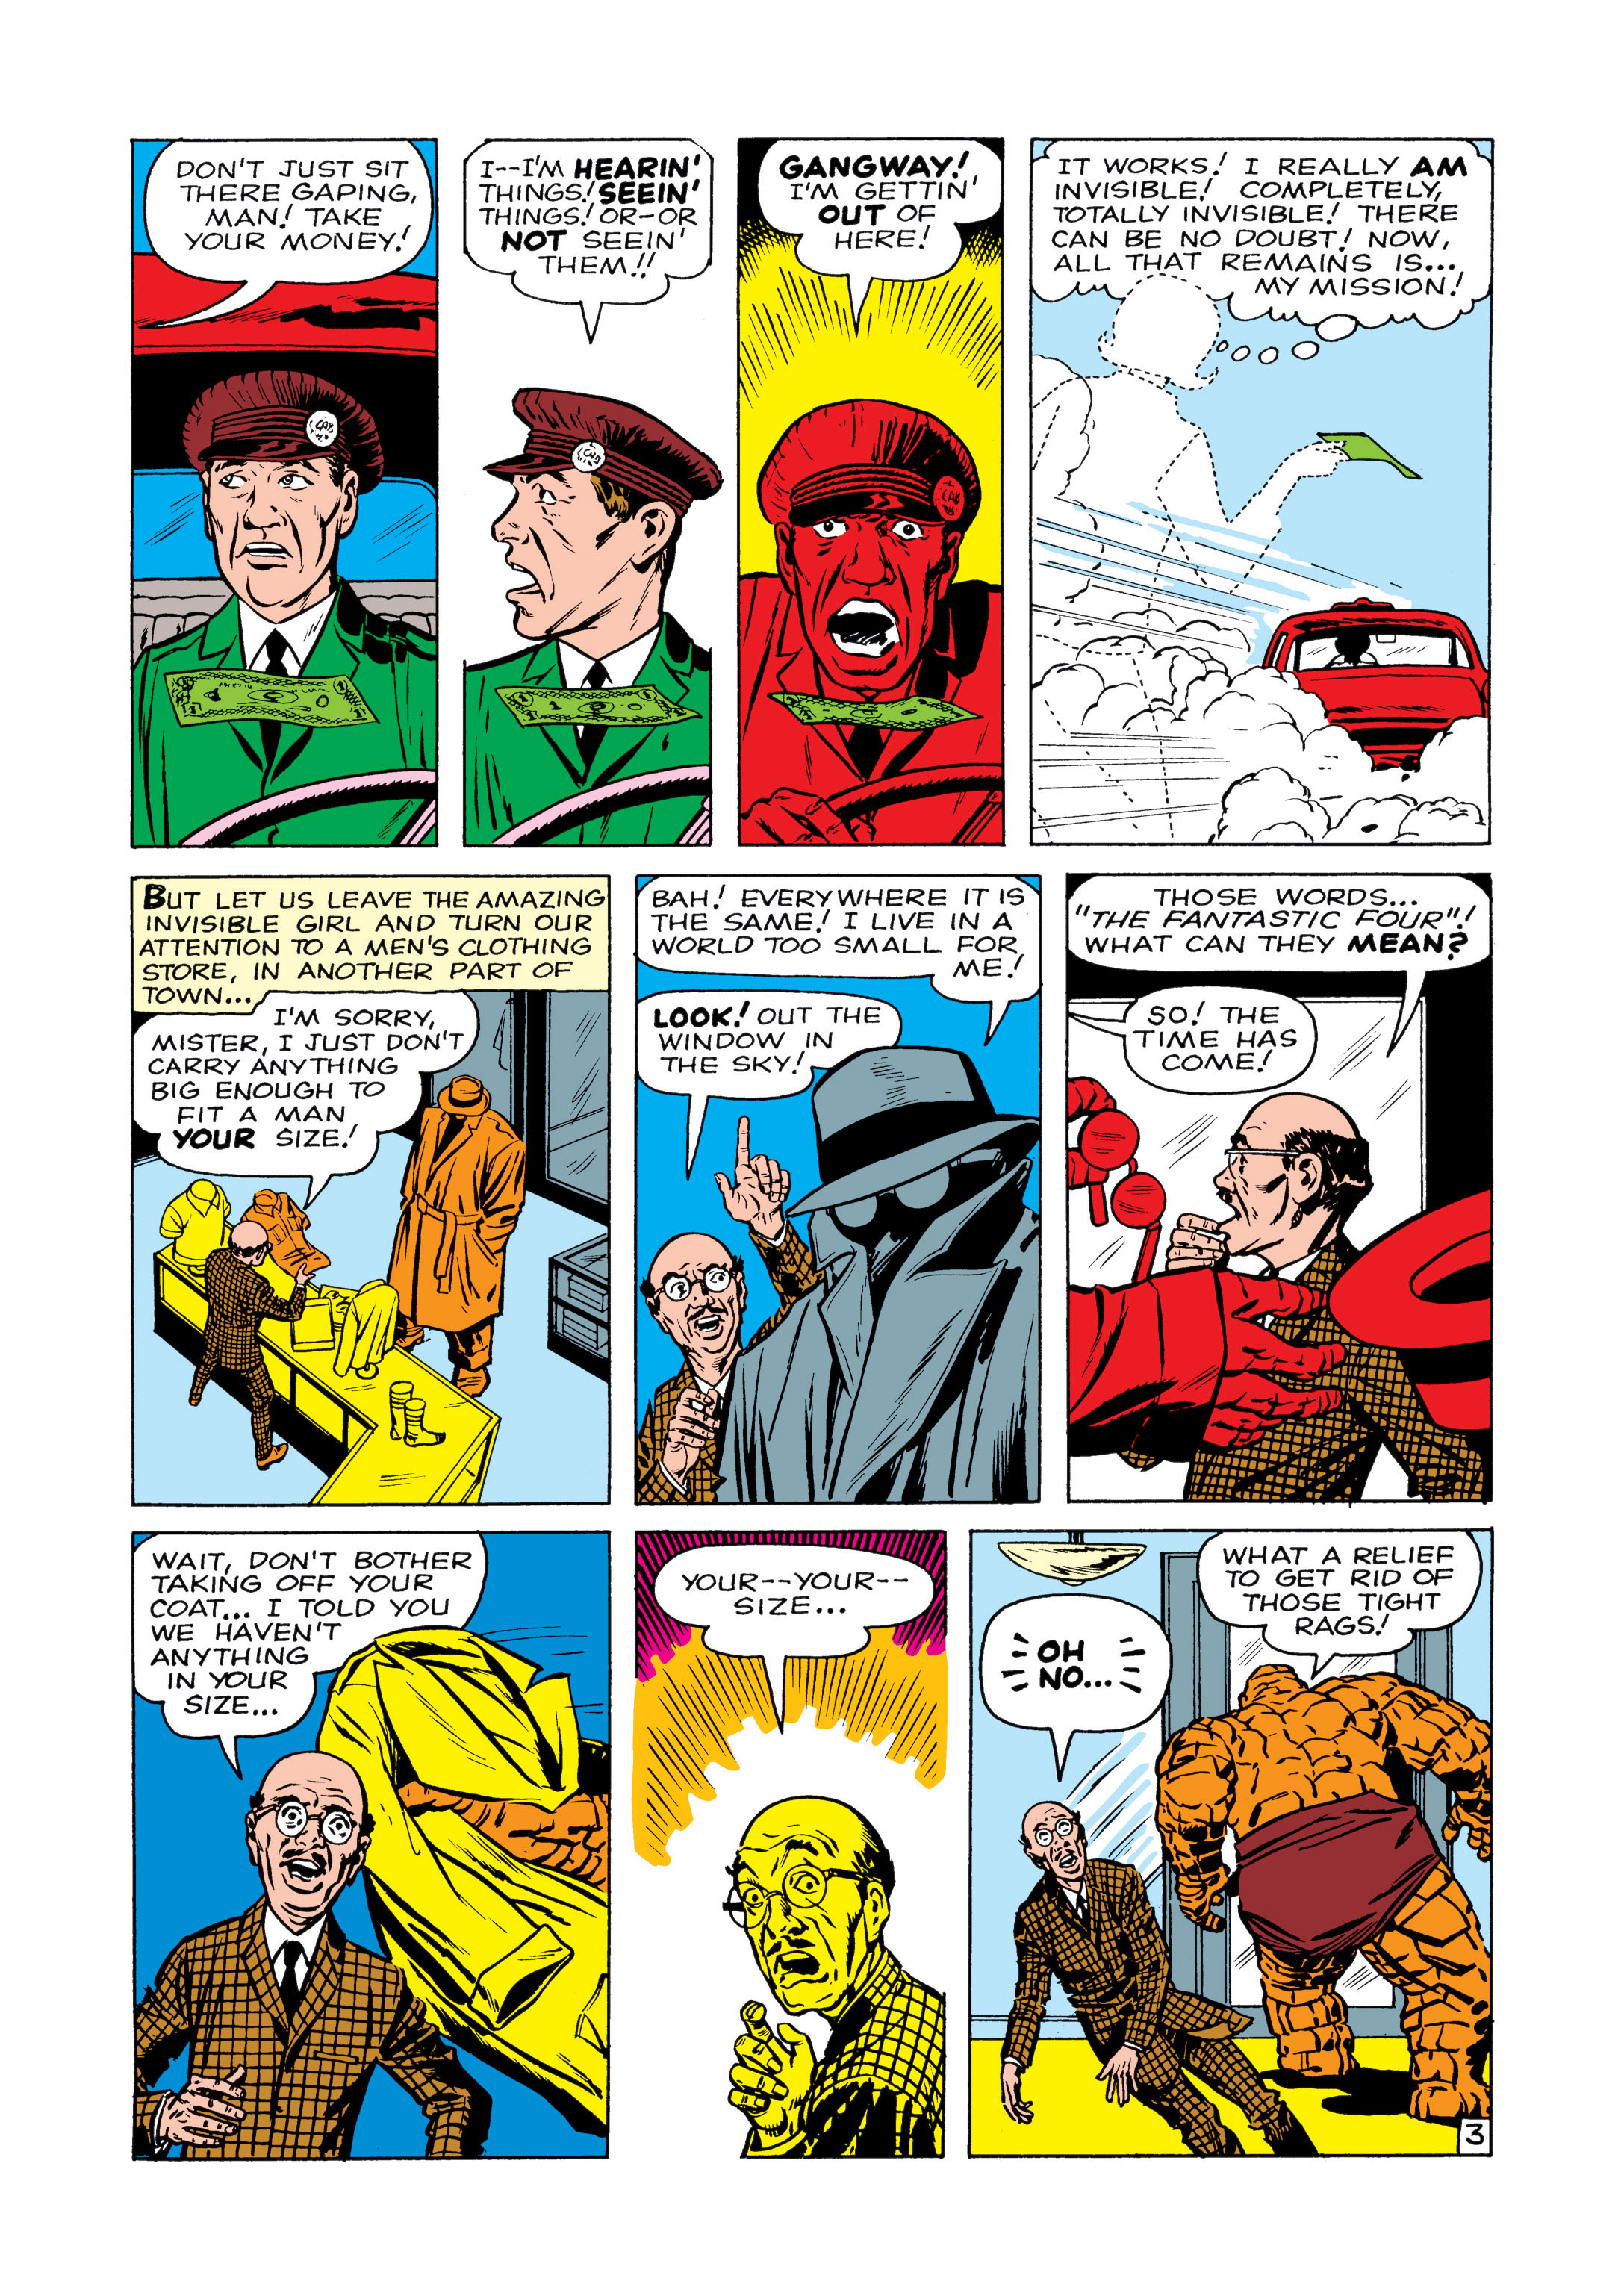 DON'T JUST SIT
THERE GAPING,
MAN! TAKE
YOUR MONEY!
CAB
I--I'M HEARIN'
THINGS! SEEIN'
THINGS! OR-OR
NOT SEEIN'
THEM!!
CAB
GANGWAY!
I'M GETTIN'
OUT OF
HERE!
CAB
IT WORKS! I REALLY AM
INVISIBLE! COMPLETELY,
TOTALLY INVISIBLE! THERE
CAN BE NO DOUBT! NOW,
ALL THAT REMAINS IS...
MY MISSION!
BUT LET US LEAVE THE AMAZING
INVISIBLE GIRL AND TURN OUR
ATTENTION TO A MEN'S CLOTHING
STORE, IN ANOTHER PART OF
TOWN...
I'M SORRY,
MISTER, I JUST DON'T
CARRY ANYTHING
BIG ENOUGH TO
FIT A MAN
YOUR SIZE!
BAH! EVERYWHERE IT IS
THE SAME! I LIVE IN A
WORLD TOO SMALL FOR
ME!
LOOK! OUT THE
WINDOW IN
THE SKY!
THOSE WORDS...
"THE FANTASTIC FOUR"!
WHAT CAN THEY MEAN?
SO! THE
TIME HAS
COME!
WAIT, DON'T BOTHER
TAKING OFF YOUR
COAT... I TOLD YOU
WE HAVEN'T
ANYTHING
IN YOUR
SIZE...
YOUR--YOUR--
SIZE...
OH
NO...
WHAT A RELIEF
TO GET RID OF
THOSE TIGHT
RAGS!
3